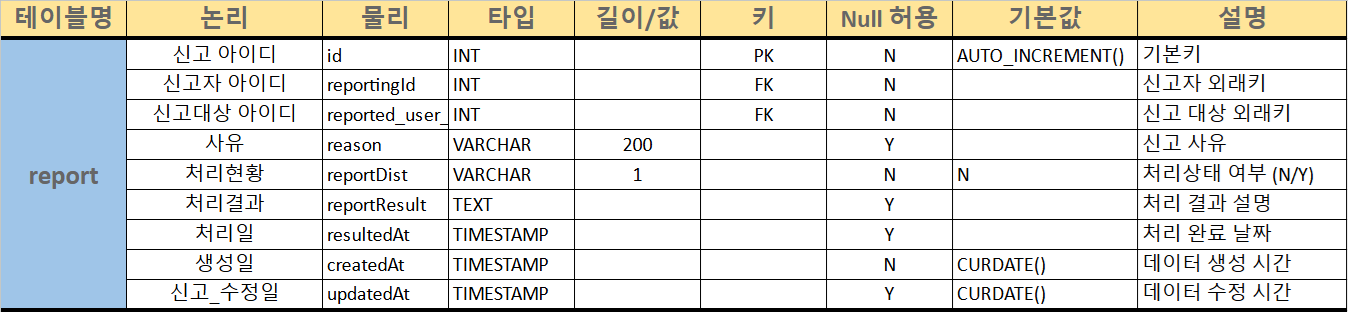 테이블명 논리 물리 타입 길이/값 키 Null 허용 기본값 설명
신고 아이디 id INT PK N AUTO_INCREMENT() 기본키
신고자 아이디 reportingId INT FK N 신고자 외래키
신고대상 아이디 reported_user_ INT FK N 신고 대상 외래키
사유 reason VARCHAR 200 Y 신고 사유
report 처리현황 reportDist VARCHAR 1 N N 처리상태 여부 (N/Y)
처리결과 reportResult TEXT Y 처리 결과 설명
처리일 resultedAt TIMESTAMP Y 처리 완료 날짜
생성일 createdAt TIMESTAMP N CURDATE() 데이터 생성 시간
신고_수정일 updatedAt TIMESTAMP Y CURDATE() 데이터 수정 시간